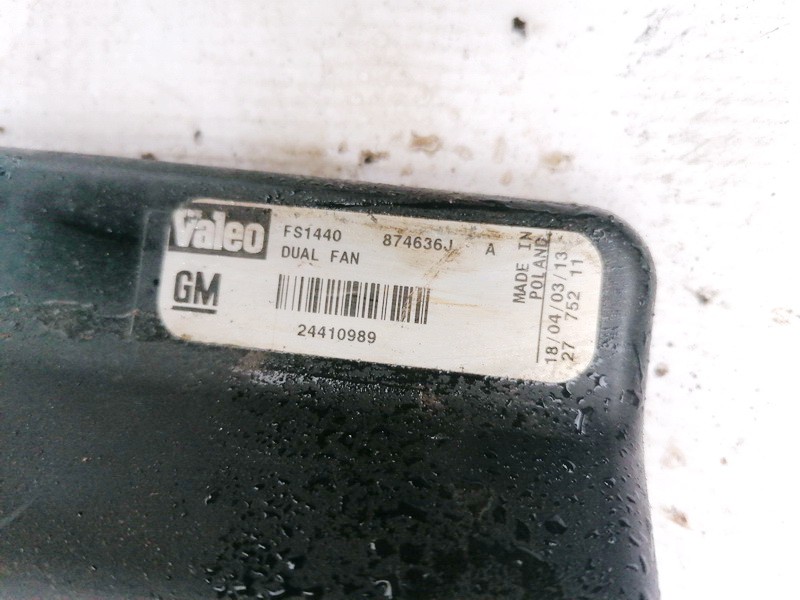 Valeo FS1440 874636J A
DUAL FAN
GM
24410989
MADE IN
POLAND
18/04/03/13
27 752 11